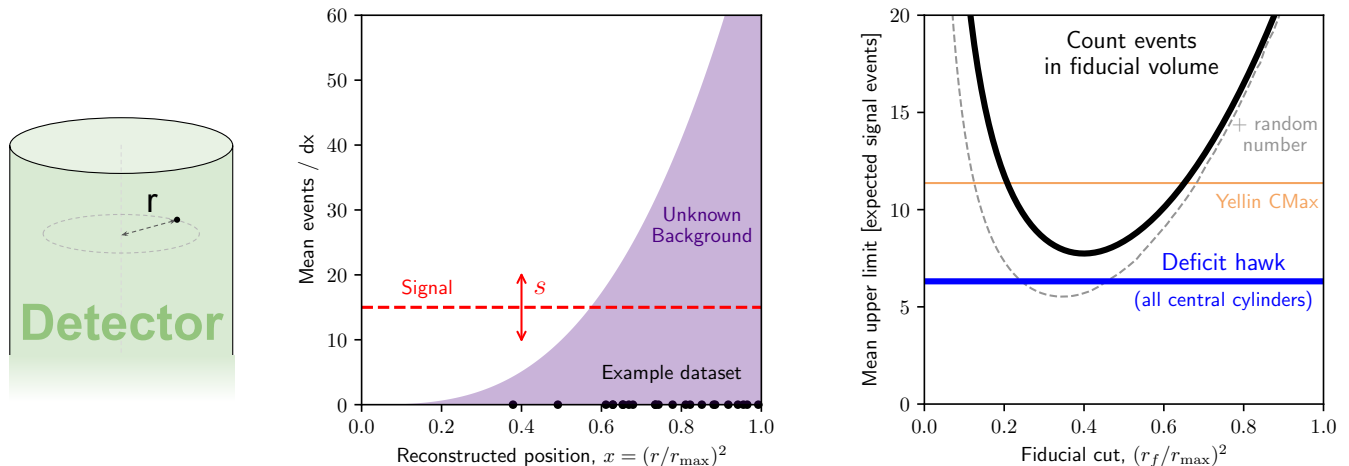 r
Detector
Mean events / dx
60
50
40
30
20
10
0
Signal
s
Unknown
Background
Example dataset
0.0
0.2
0.4
0.6
0.8
1.0
Reconstructed position, x = (r/r_max)²
Mean upper limit [expected signal events]
20
15
10
5
0
Count events
in fiducial volume
+ random
number
Yellin CMax
Deficit hawk
(all central cylinders)
0.0
0.2
0.4
0.6
0.8
1.0
Fiducial cut, (r_f/r_max)²